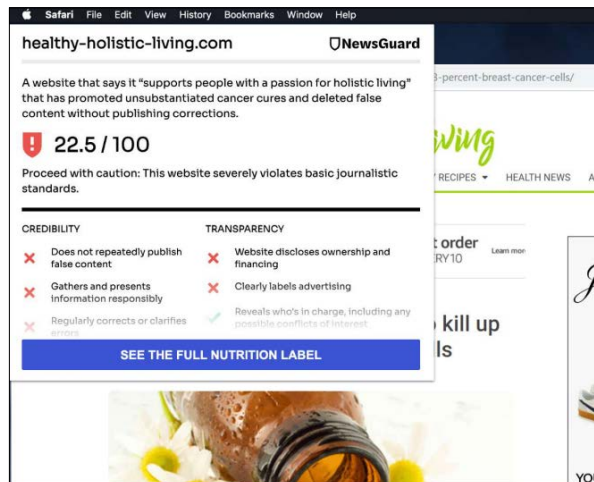 Safari File Edit View History Bookmarks Window Help
healthy-holistic-living.com
NewsGuard
A website that says it “supports people with a passion for holistic living”
that has promoted unsubstantiated cancer cures and deleted false
content without publishing corrections.
22.5 / 100
Proceed with caution: This website severely violates basic journalistic
standards.
CREDIBILITY
Does not repeatedly publish
false content
Gathers and presents
information responsibly
Regularly corrects or clarifies
errors
TRANSPARENCY
Website discloses ownership and
financing
Clearly labels advertising
Reveals who's in charge, including any
possible conflicts of interest
SEE THE FULL NUTRITION LABEL
3-percent-breast-cancer-cells/
RECIPES
HEALTH NEWS
A
order
RY10
Learn more
kill up
ls
YOU